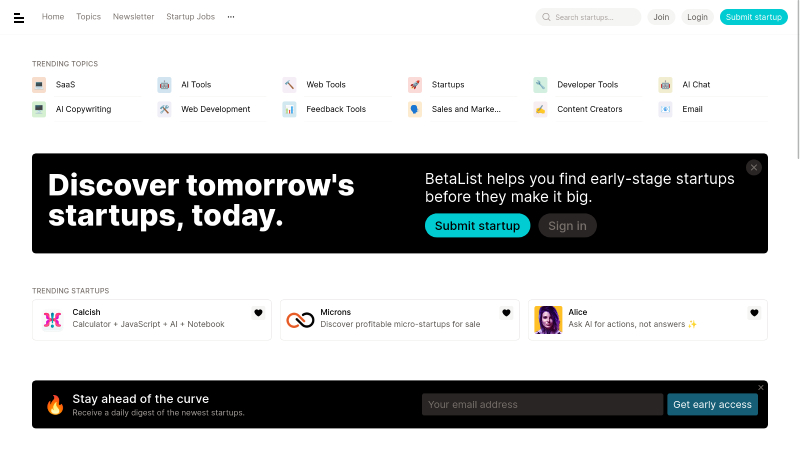 Home Topics Newsletter Startup Jobs ···
Search startups... Join Login Submit startup
TRENDING TOPICS
SaaS AI Tools Web Tools Startups Developer Tools AI Chat
AI Copywriting Web Development Feedback Tools Sales and Marke... Content Creators Email
Discover tomorrow's
startups, today.
BetaList helps you find early-stage startups
before they make it big.
Submit startup Sign in
TRENDING STARTUPS
Calcish
Calculator + JavaScript + AI + Notebook
Microns
Discover profitable micro-startups for sale
Alice
Ask AI for actions, not answers ✨
Stay ahead of the curve
Receive a daily digest of the newest startups.
Your email address Get early access